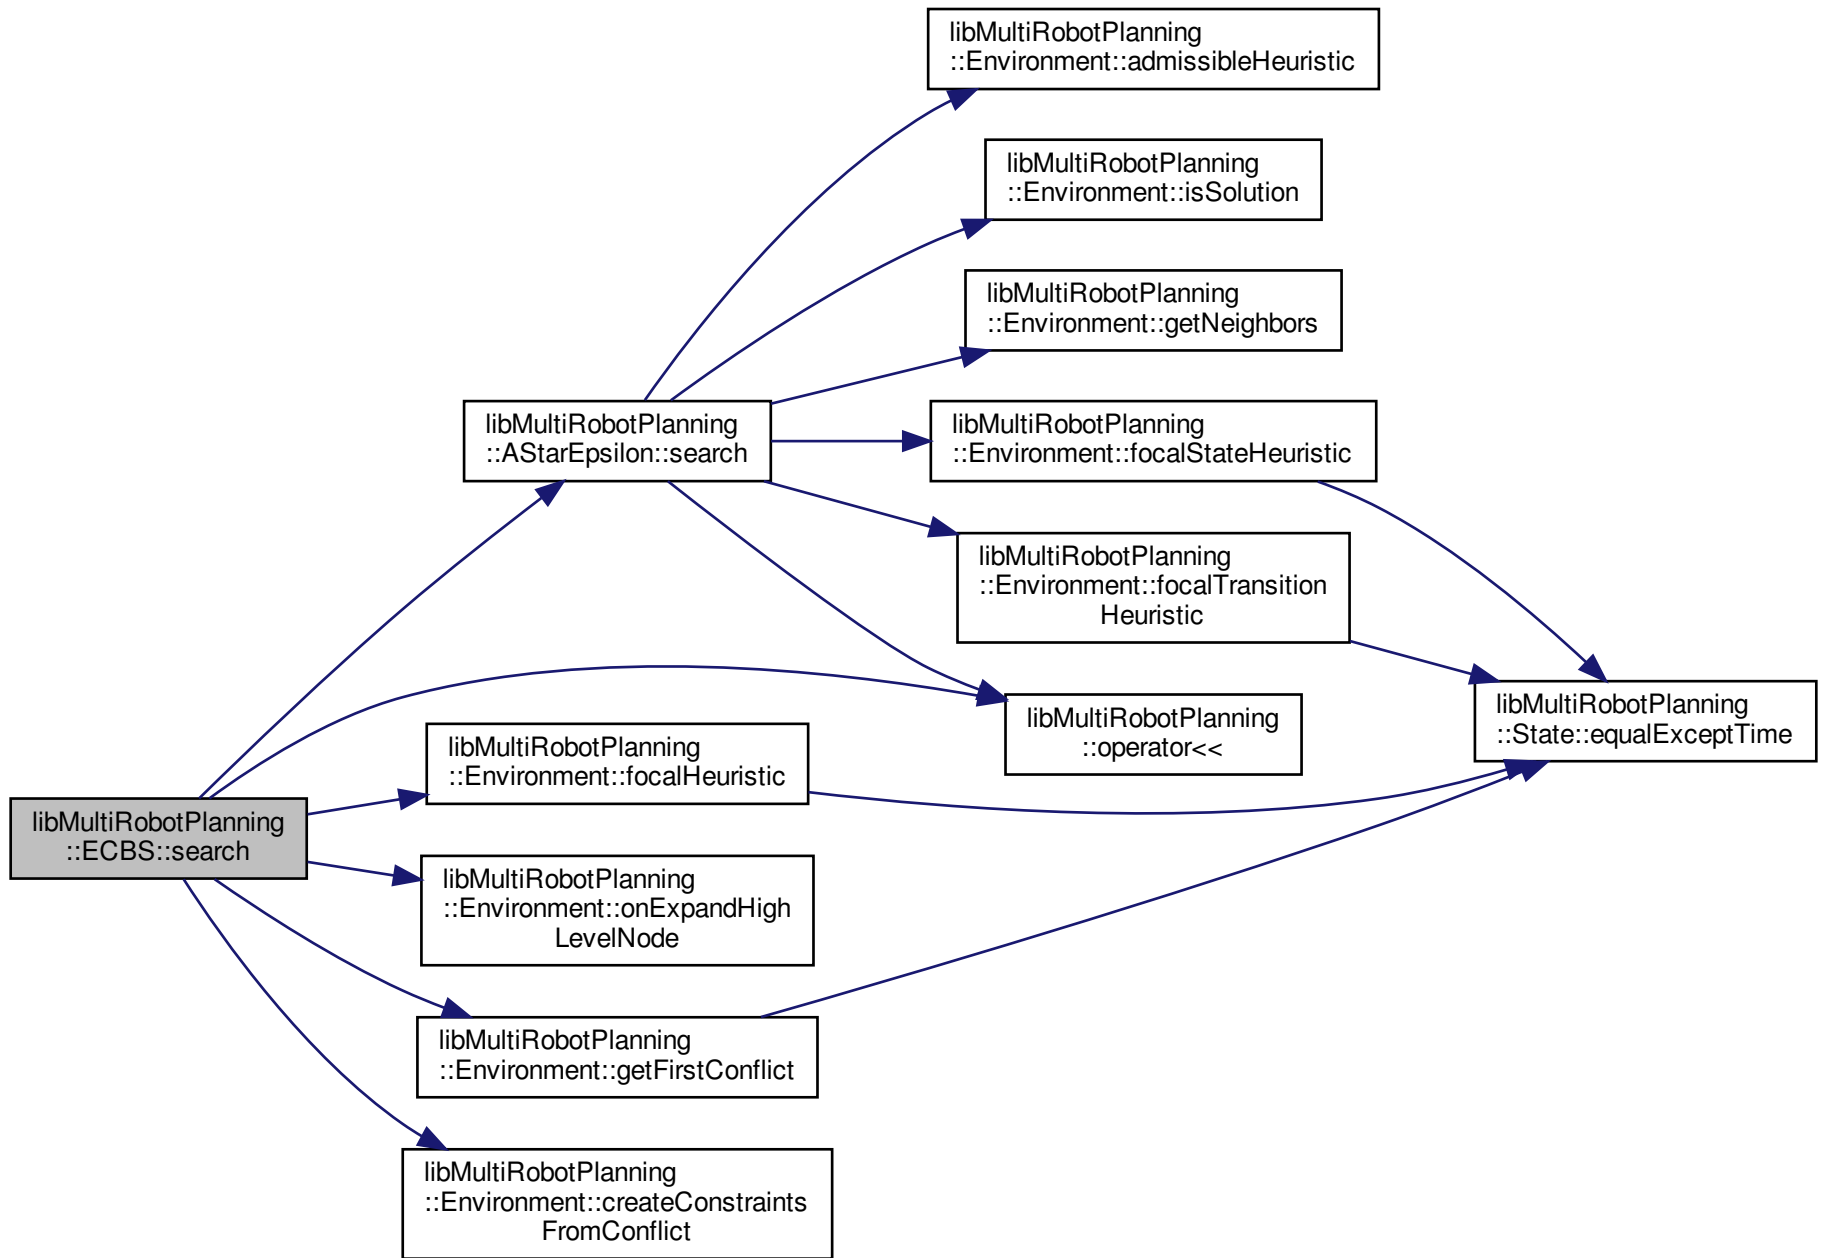 libMultiRobotPlanning
::Environment::admissibleHeuristic
libMultiRobotPlanning
::Environment::isSolution
libMultiRobotPlanning
::Environment::getNeighbors
libMultiRobotPlanning
::AStarEpsilon::search
libMultiRobotPlanning
::Environment::focalStateHeuristic
libMultiRobotPlanning
::Environment::focalTransition
Heuristic
libMultiRobotPlanning
::operator<<
libMultiRobotPlanning
::State::equalExceptTime
libMultiRobotPlanning
::Environment::focalHeuristic
libMultiRobotPlanning
::ECBS::search
libMultiRobotPlanning
::Environment::onExpandHigh
LevelNode
libMultiRobotPlanning
::Environment::getFirstConflict
libMultiRobotPlanning
::Environment::createConstraints
FromConflict